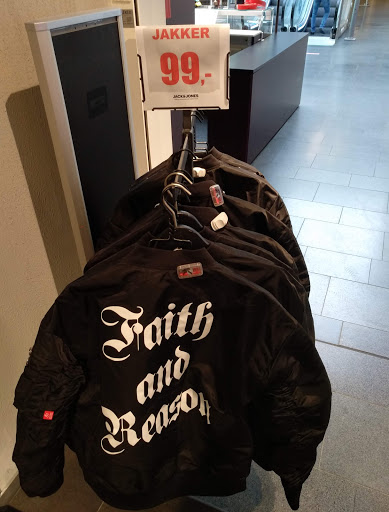 JAKKER
99,-
JACK&JONES
Faith
and
Reason